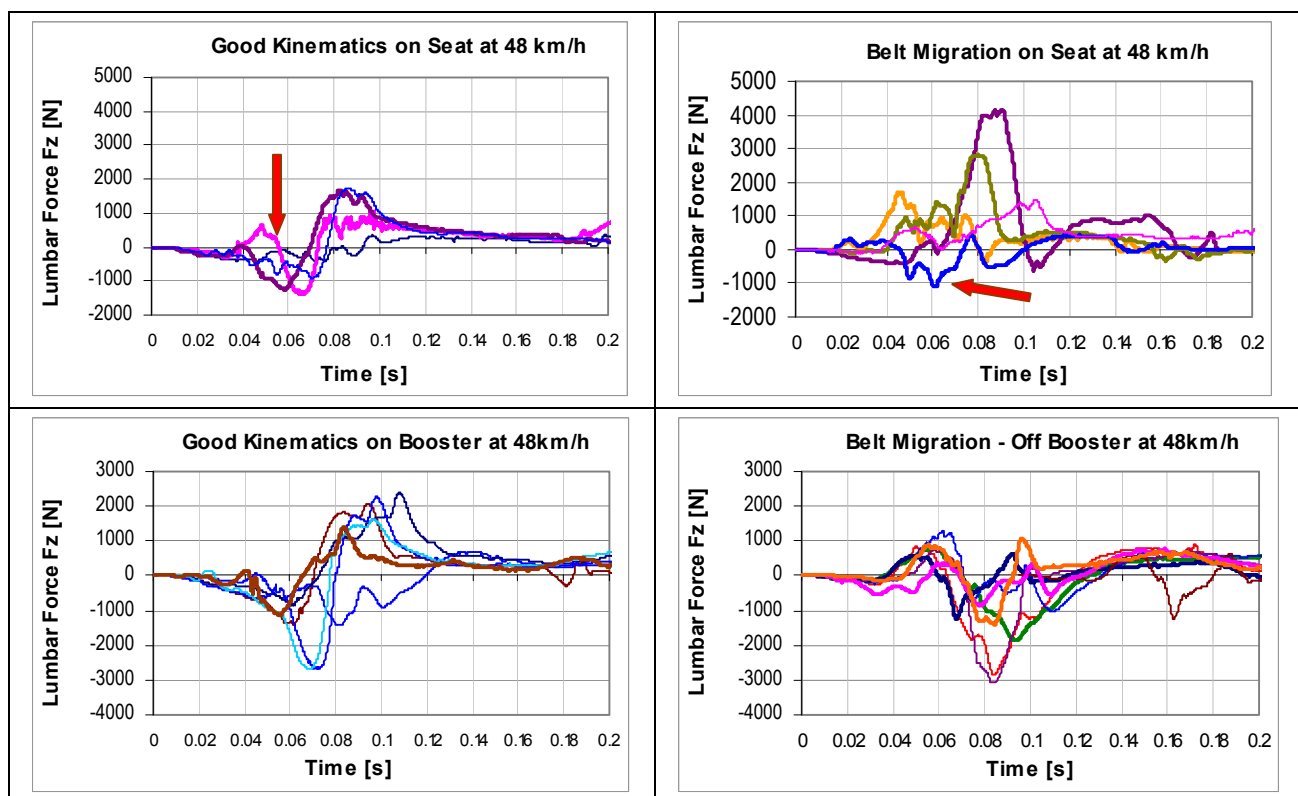 Good Kinematics on Seat at 48 km/h
Lumbar Force Fz [N]
5000
4000
3000
2000
1000
0
-1000
-2000
0 0.02 0.04 0.06 0.08 0.1 0.12 0.14 0.16 0.18 0.2
Time [s]
Belt Migration on Seat at 48 km/h
Lumbar Force Fz [N]
5000
4000
3000
2000
1000
0
-1000
-2000
0 0.02 0.04 0.06 0.08 0.1 0.12 0.14 0.16 0.18 0.2
Time [s]
Good Kinematics on Booster at 48km/h
Lumbar Force Fz [N]
3000
2000
1000
0
-1000
-2000
-3000
-4000
0 0.02 0.04 0.06 0.08 0.1 0.12 0.14 0.16 0.18 0.2
Time [s]
Belt Migration - Off Booster at 48km/h
Lumbar Force Fz [N]
3000
2000
1000
0
-1000
-2000
-3000
-4000
0 0.02 0.04 0.06 0.08 0.1 0.12 0.14 0.16 0.18 0.2
Time [s]